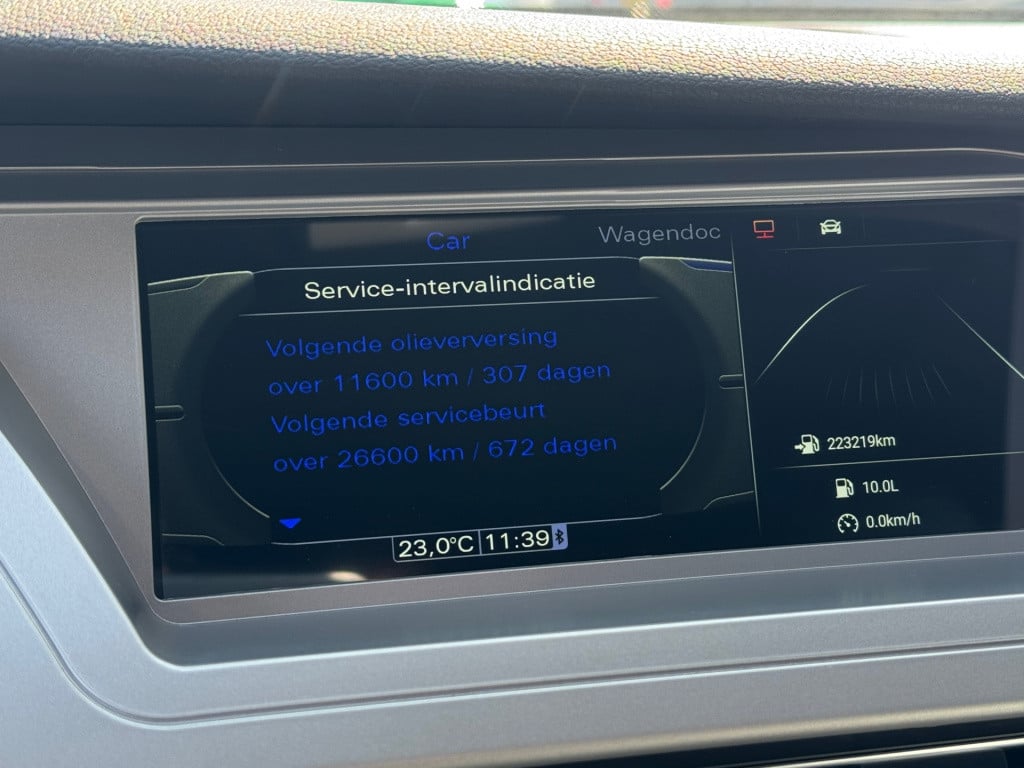 Car
Wagendoc
Service-intervalindicatie
Volgende olieverversing
over 11600 km / 307 dagen
Volgende servicebeurt
over 26600 km / 672 dagen
23,0°C 11:39
223219km
10.0L
0.0km/h